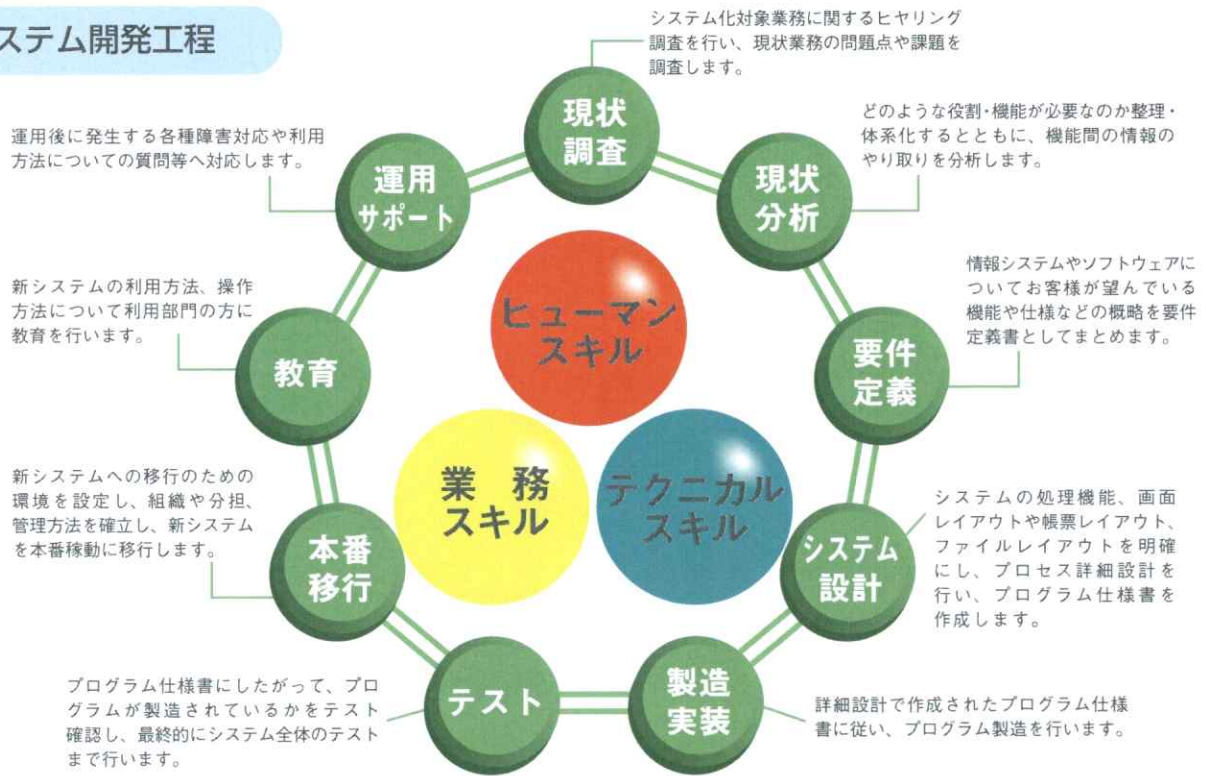 ステム開発工程
システム化対象業務に関するヒヤリング
調査を行い、現状業務の問題点や課題を
調査します。
現状
調査
どのような役割・機能が必要なのか整理・
体系化するとともに、機能間の情報の
やり取りを分析します。
現状
分析
情報システムやソフトウェアに
ついてお客様が望んでいる
機能や仕様などの概略を要件
定義書としてまとめます。
要件
定義
システムの処理機能、画面
レイアウトや帳票レイアウト、
ファイルレイアウトを明確
にし、プロセス詳細設計を
行い、プログラム仕様書を
作成します。
システム
設計
詳細設計で作成されたプログラム仕様
書に従い、プログラム製造を行います。
製造
実装
プログラム仕様書にしたがって、プロ
グラムが製造されているかをテスト
確認し、最終的にシステム全体のテスト
まで行います。
テスト
新システムへの移行のための
環境を設定し、組織や分担、
管理方法を確立し、新システム
を本番稼動に移行します。
本番
移行
新システムの利用方法、操作
方法について利用部門の方に
教育を行います。
教育
運用後に発生する各種障害対応や利用
方法についての質問等へ対応します。
運用
サポート
ヒューマン
スキル
業務
スキル
テクニカル
スキル